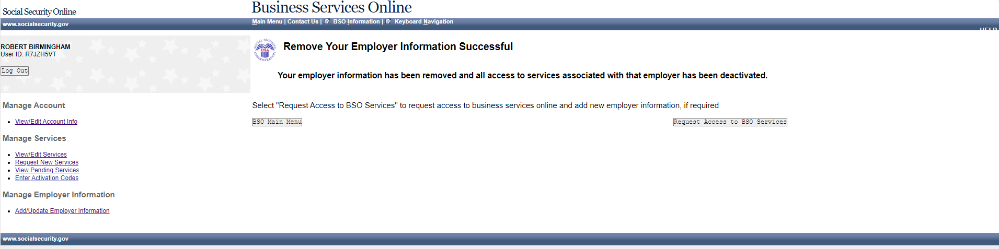 Social Security Online
Business Services Online
www.socialsecurity.gov
Main Menu | Contact Us | BSO Information | Keyboard Navigation
HELP
ROBERT BIRMINGHAM
User ID: R7JZH5VT
Log Out
SOCIAL SECURITY ADMINISTRATION
USA
Remove Your Employer Information Successful
Your employer information has been removed and all access to services associated with that employer has been deactivated.
Manage Account
View/Edit Account Info
Manage Services
View/Edit Services
Request New Services
View Pending Services
Enter Activation Codes
Manage Employer Information
Add/Update Employer Information
Select "Request Access to BSO Services" to request access to business services online and add new employer information, if required
BSO Main Menu
Request Access to BSO Services
www.socialsecurity.gov